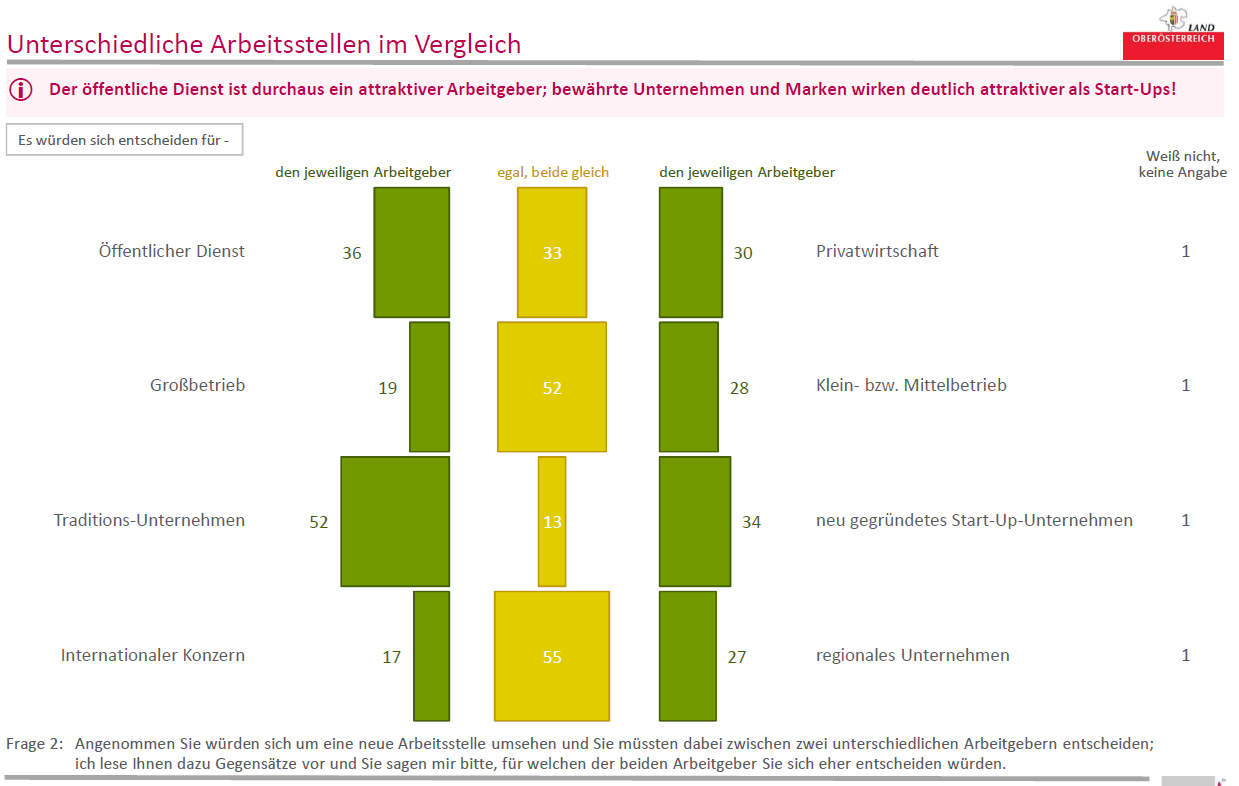 Unterschiedliche Arbeitsstellen im Vergleich
LAND
OBERÖSTERREICH
Der öffentliche Dienst ist durchaus ein attraktiver Arbeitgeber; bewährte Unternehmen und Marken wirken deutlich attraktiver als Start-Ups!
Es würden sich entscheiden für -
den jeweiligen Arbeitgeber egal, beide gleich den jeweiligen Arbeitgeber
Weiß nicht,
keine Angabe
Öffentlicher Dienst 36 33 30 Privatwirtschaft 1
Großbetrieb 19 52 28 Klein- bzw. Mittelbetrieb 1
Traditions-Unternehmen 52 13 34 neu gegründetes Start-Up-Unternehmen 1
Internationaler Konzern 17 55 27 regionales Unternehmen 1
Frage 2: Angenommen Sie würden sich um eine neue Arbeitsstelle umsehen und Sie müssten dabei zwischen zwei unterschiedlichen Arbeitgebern entscheiden;
ich lese Ihnen dazu Gegensätze vor und Sie sagen mir bitte, für welchen der beiden Arbeitgeber Sie sich eher entscheiden würden.